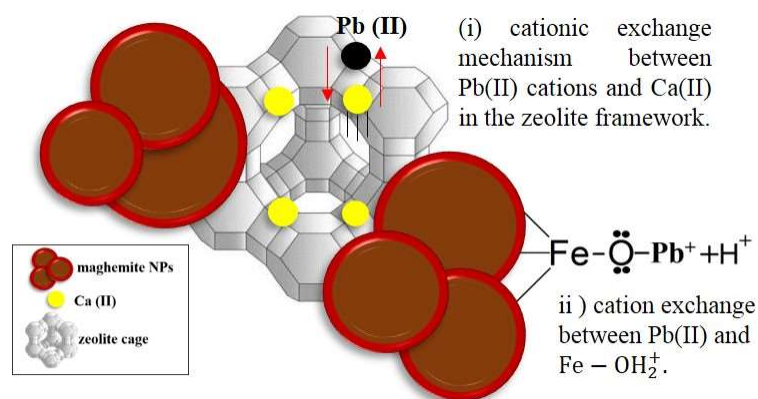 Pb (II)
(i) cationic exchange
mechanism between
Pb(II) cations and Ca(II)
in the zeolite framework.
Fe-Ö-Pb⁺+H⁺
ii ) cation exchange
between Pb(II) and
Fe − OH₂⁺.
maghemite NPs
Ca (II)
zeolite cage